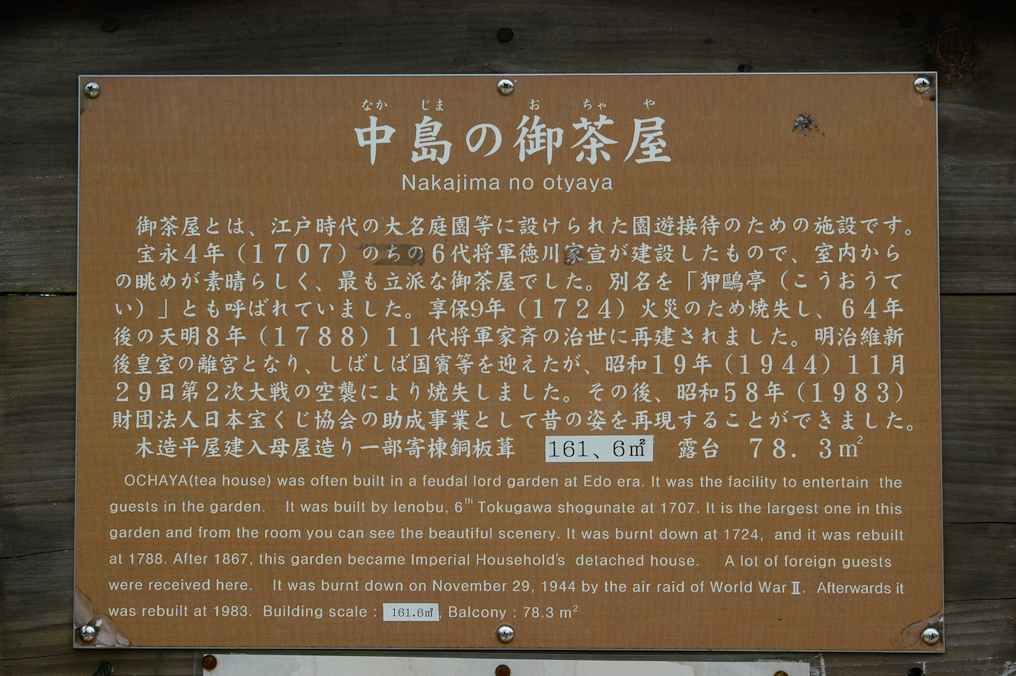 なか じま お ちゃ や
中島の御茶屋
Nakajima no otyaya
御茶屋とは、江戸時代の大名庭園等に設けられた園遊接待のための施設です。
宝永4年（1707）のちの6代将軍徳川家宣が建設したもので、室内から
の眺めが素晴らしく、最も立派な御茶屋でした。別名を「狎鷗亭（こうおうて
い）」とも呼ばれていました。享保9年（1724）火災のため焼失し、64年
後の天明8年（1788）11代将軍家斉の治世に再建されました。明治維新
後皇室の離宮となり、しばしば国賓等を迎えたが、昭和19年（1944）11月
29日第2次大戦の空襲により焼失しました。その後、昭和58年（1983）
財団法人日本宝くじ協会の助成事業として昔の姿を再現することができました。
木造平屋建入母屋造り一部寄棟銅板葺 161、6㎡ 露台 78.3㎡
OCHAYA(tea house) was often built in a feudal lord garden at Edo era. It was the facility to entertain the
guests in the garden. It was built by Ienobu, 6th Tokugawa shogunate at 1707. It is the largest one in this
garden and from the room you can see the beautiful scenery. It was burnt down at 1724, and it was rebuilt
at 1788. After 1867, this garden became Imperial Household's detached house. A lot of foreign guests
were received here. It was burnt down on November 29, 1944 by the air raid of World War Ⅱ. Afterwards it
was rebuilt at 1983. Building scale : 161.6㎡, Balcony : 78.3 m²